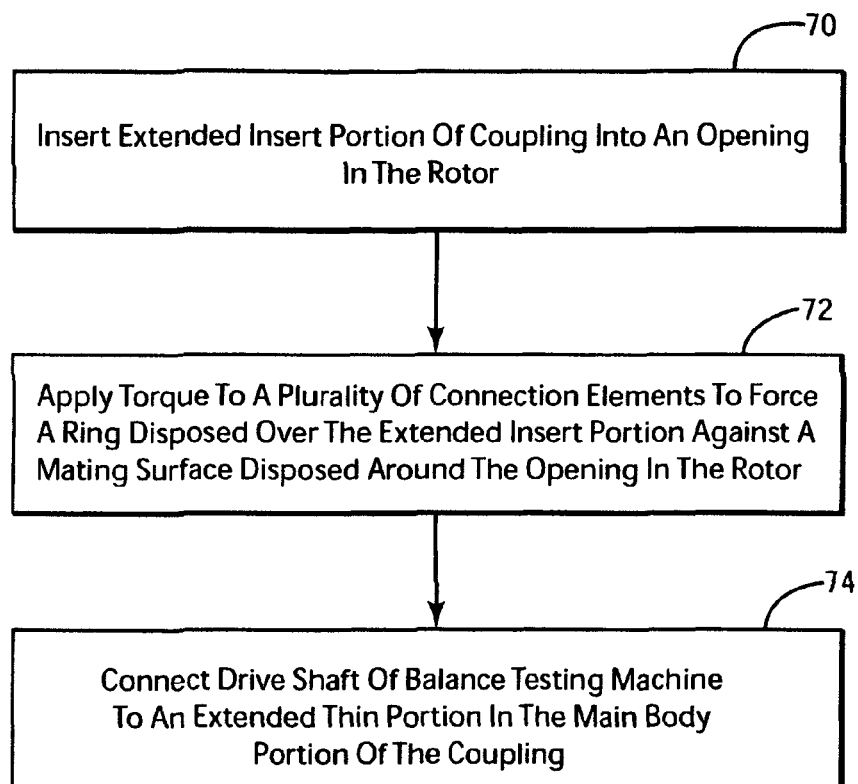 70
Insert Extended Insert Portion Of Coupling Into An Opening
In The Rotor
72
Apply Torque To A Plurality Of Connection Elements To Force
A Ring Disposed Over The Extended Insert Portion Against A
Mating Surface Disposed Around The Opening In The Rotor
74
Connect Drive Shaft Of Balance Testing Machine
To An Extended Thin Portion In The Main Body
Portion Of The Coupling